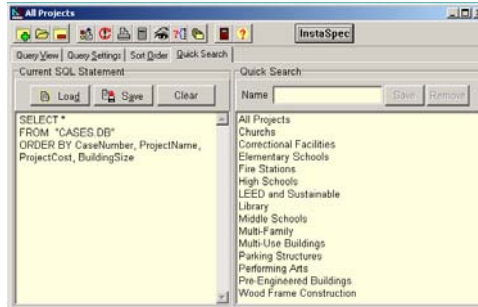 All Projects
InstaSpec
Query View | Query Settings | Sort Order | Quick Search
Current SQL Statement
Load Save Clear
SELECT *
FROM "CASES.DB"
ORDER BY CaseNumber, ProjectName,
ProjectCost, BuildingSize
Quick Search
Name Save Remove
All Projects
Churchs
Correctional Facilities
Elementary Schools
Fire Stations
High Schools
LEED and Sustainable
Library
Middle Schools
Multi-Family
Multi-Use Buildings
Parking Structures
Performing Arts
Pre-Engineered Buildings
Wood Frame Construction